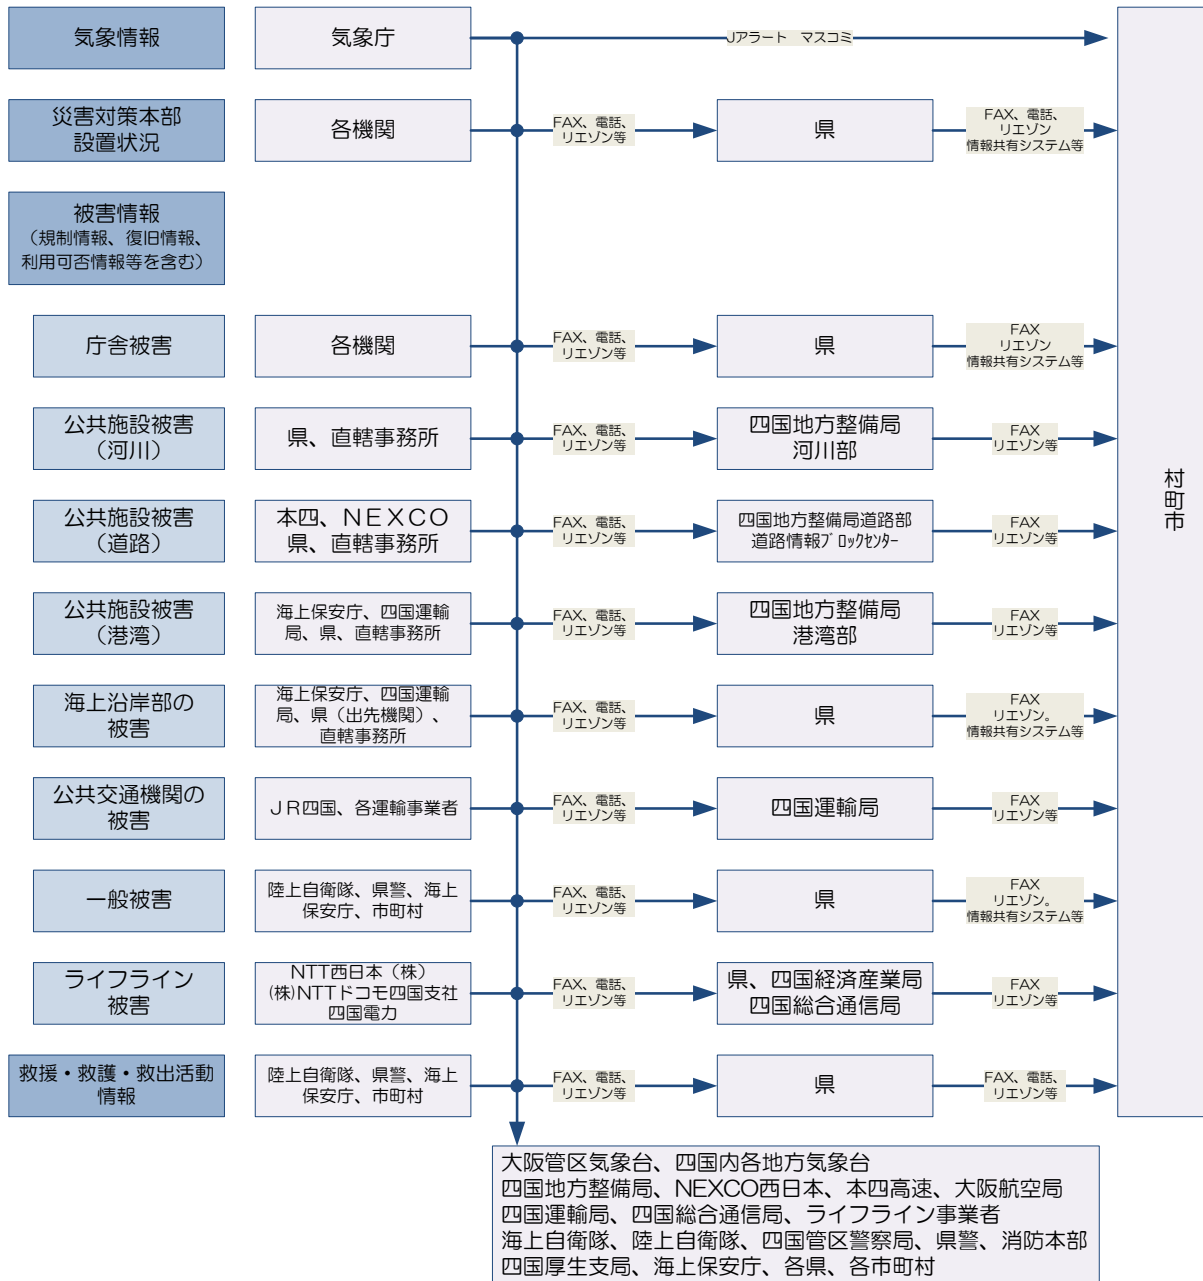 気象情報
気象庁
Jアラート　マスコミ
災害対策本部
設置状況
各機関
FAX、電話、
リエゾン等
県
FAX、電話、
リエゾン
情報共有システム等
被害情報
（規制情報、復旧情報、
利用可否情報等を含む）
庁舎被害
各機関
FAX、電話、
リエゾン等
県
FAX
リエゾン
情報共有システム等
公共施設被害
（河川）
県、直轄事務所
FAX、電話、
リエゾン等
四国地方整備局
河川部
FAX
リエゾン等
公共施設被害
（道路）
本四、ＮＥＸＣＯ
県、直轄事務所
FAX、電話、
リエゾン等
四国地方整備局道路部
道路情報ﾌﾞﾛｯｸｾﾝﾀｰ
FAX
リエゾン等
公共施設被害
（港湾）
海上保安庁、四国運輸
局、県、直轄事務所
FAX、電話、
リエゾン等
四国地方整備局
港湾部
FAX
リエゾン等
海上沿岸部の
被害
海上保安庁、四国運輸
局、県（出先機関）、
直轄事務所
FAX、電話、
リエゾン等
県
FAX
リエゾン。
情報共有システム等
公共交通機関の
被害
ＪＲ四国、各運輸事業者
FAX、電話、
リエゾン等
四国運輸局
FAX
リエゾン等
一般被害
陸上自衛隊、県警、海上
保安庁、市町村
FAX、電話、
リエゾン等
県
FAX
リエゾン。
情報共有システム等
ライフライン
被害
NTT西日本（株）
(株)NTTドコモ四国支社
四国電力
FAX、電話、
リエゾン等
県、四国経済産業局
四国総合通信局
FAX
リエゾン等
救援・救護・救出活動
情報
陸上自衛隊、県警、海上
保安庁、市町村
FAX、電話、
リエゾン等
県
FAX、電話、
リエゾン等
村町市
大阪管区気象台、四国内各地方気象台
四国地方整備局、NEXCO西日本、本四高速、大阪航空局
四国運輸局、四国総合通信局、ライフライン事業者
海上自衛隊、陸上自衛隊、四国管区警察局、県警、消防本部
四国厚生支局、海上保安庁、各県、各市町村